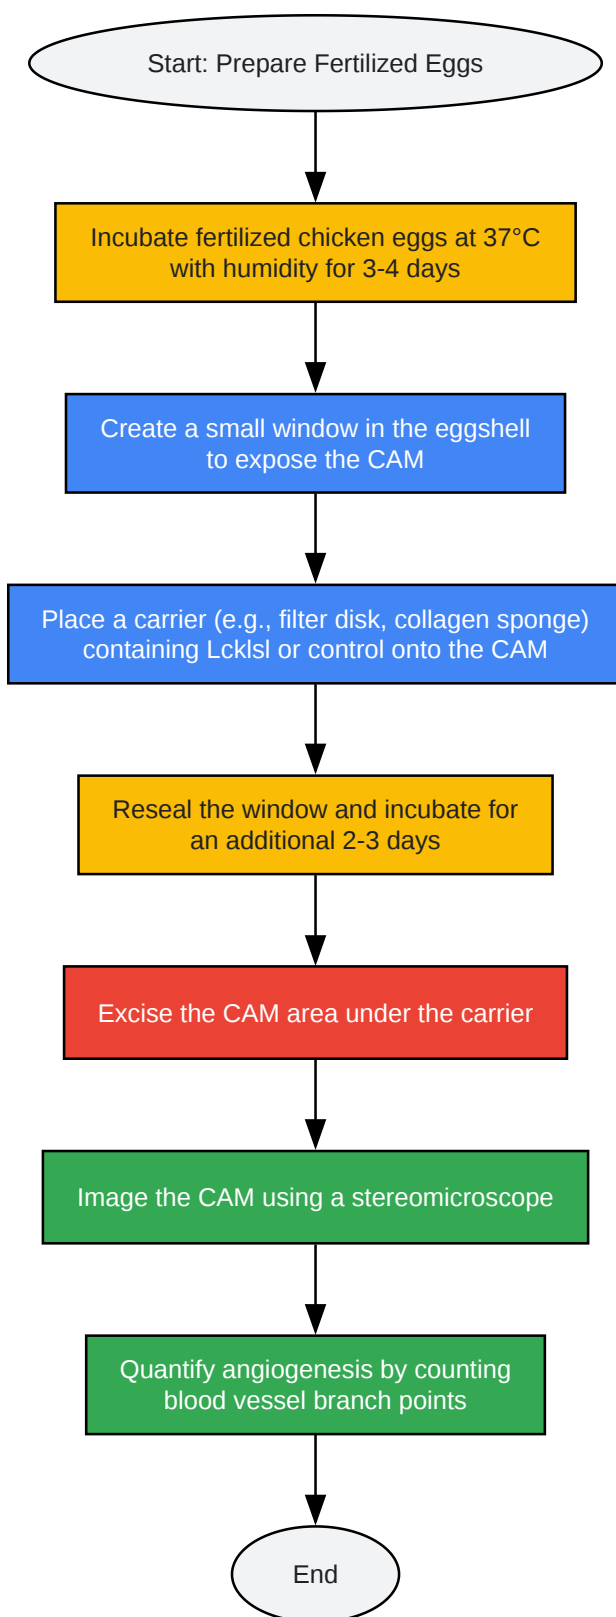 Start: Prepare Fertilized Eggs
Incubate fertilized chicken eggs at 37°C
with humidity for 3-4 days
Create a small window in the eggshell
to expose the CAM
Place a carrier (e.g., filter disk, collagen sponge)
containing Lcklsl or control onto the CAM
Reseal the window and incubate for
an additional 2-3 days
Excise the CAM area under the carrier
Image the CAM using a stereomicroscope
Quantify angiogenesis by counting
blood vessel branch points
End